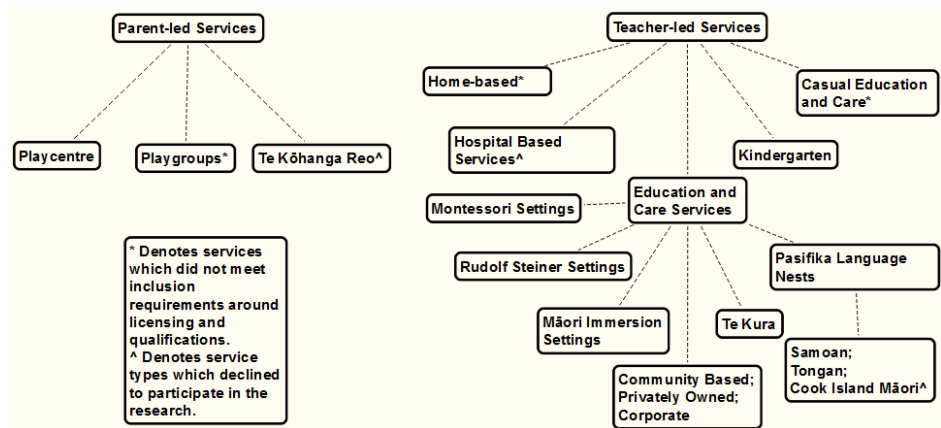 Parent-led Services
Playcentre
Playgroups*
Te Kōhanga Reo^
* Denotes services
which did not meet
inclusion
requirements around
licensing and
qualifications.
^ Denotes service
types which declined
to participate in the
research.
Teacher-led Services
Home-based*
Casual Education
and Care*
Hospital Based
Services^
Kindergarten
Education and
Care Services
Montessori Settings
Rudolf Steiner Settings
Pasifika Language
Nests
Māori Immersion
Settings
Te Kura
Community Based;
Privately Owned;
Corporate
Samoan;
Tongan;
Cook Island Māori^